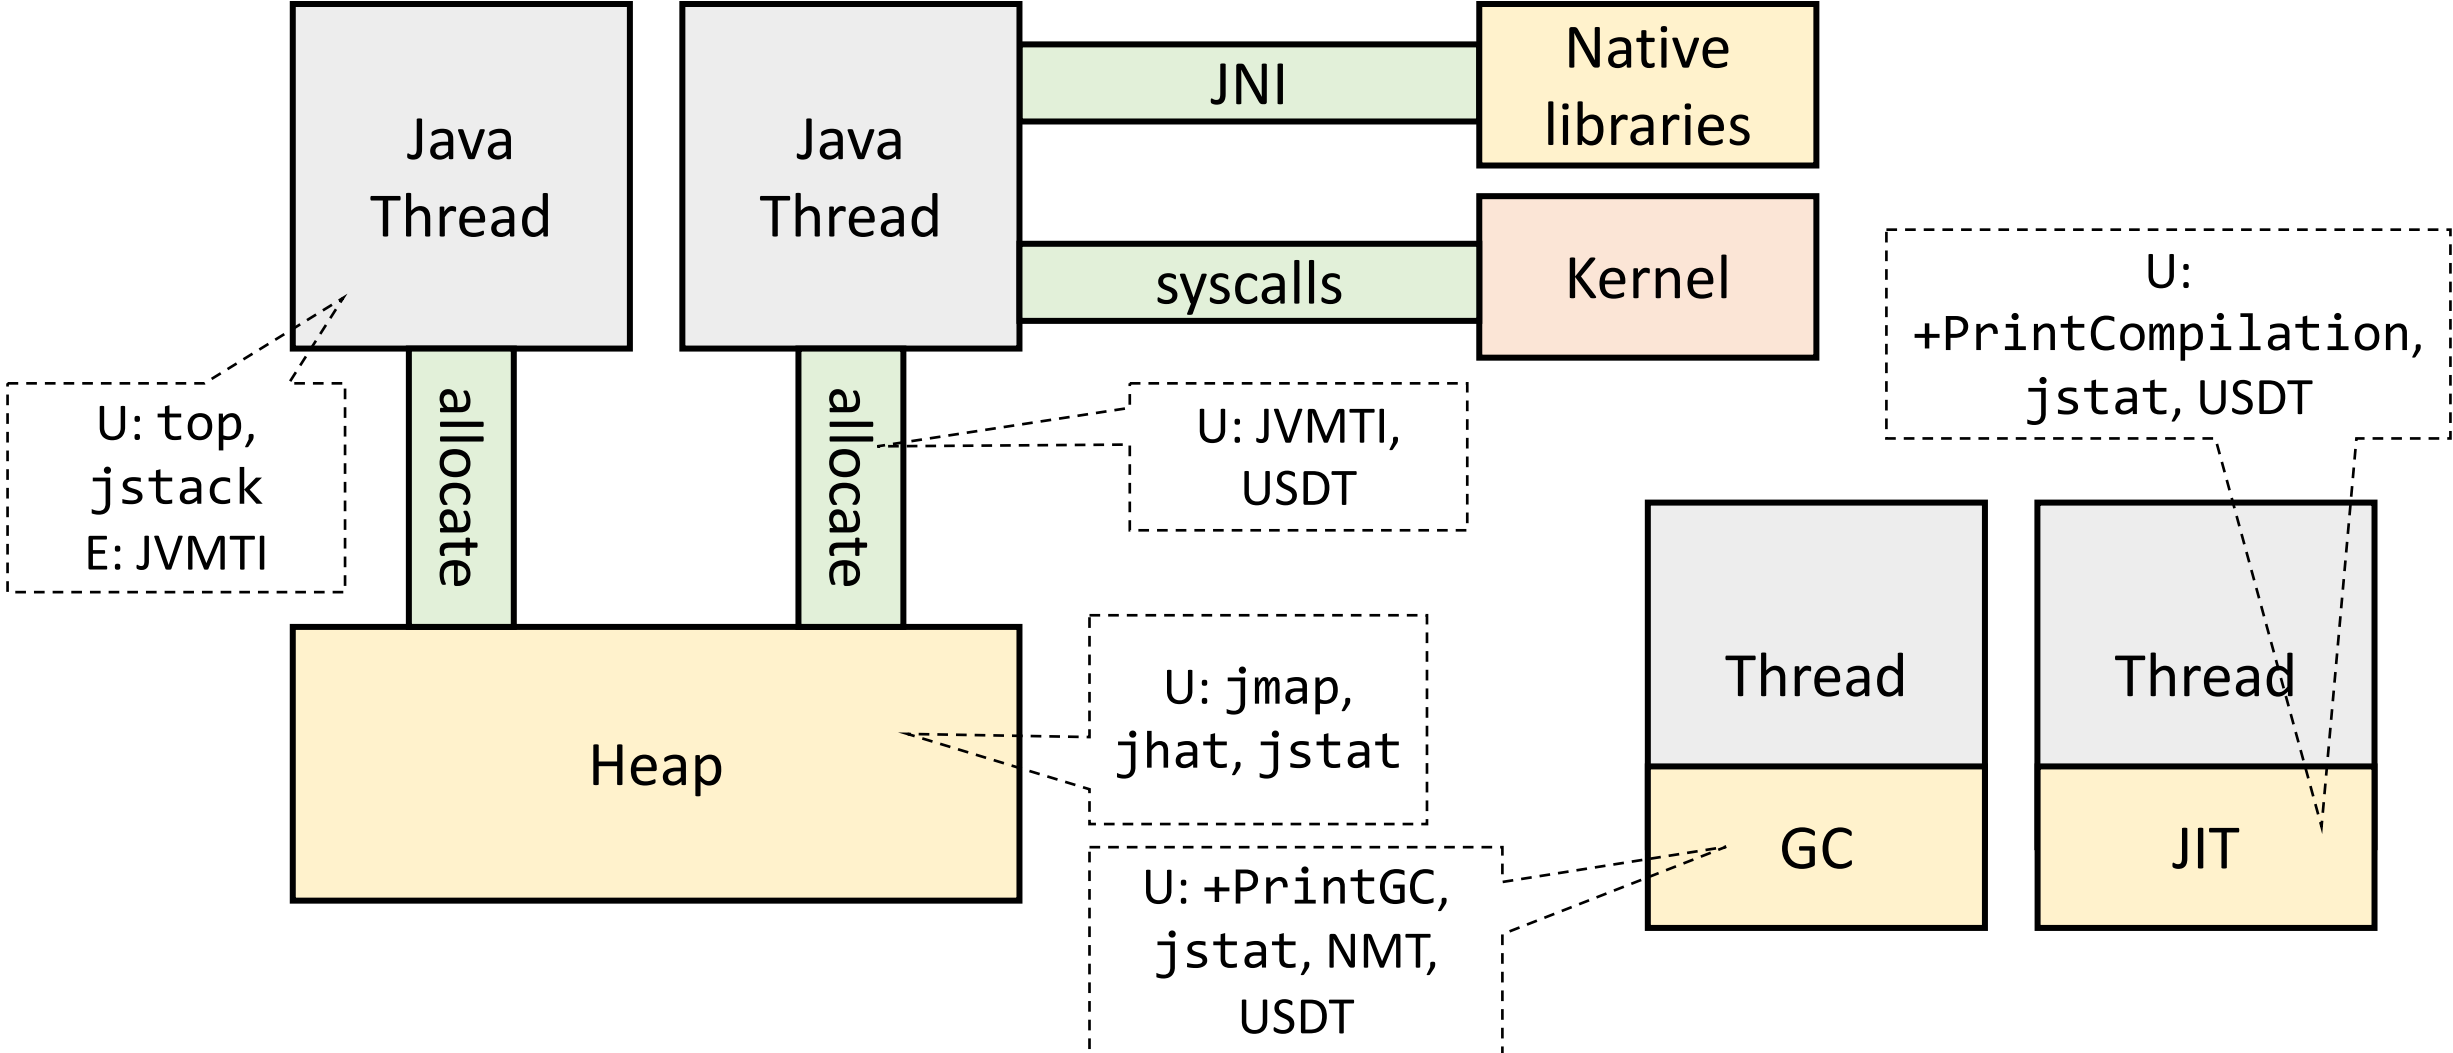 Java
Thread
Java
Thread
JNI
Native
libraries
syscalls
Kernel
U:
+PrintCompilation,
jstat, USDT
U: top,
jstack
E: JVMTI
allocate
allocate
U: JVMTI,
USDT
Heap
U: jmap,
jhat, jstat
Thread
GC
Thread
JIT
U: +PrintGC,
jstat, NMT,
USDT